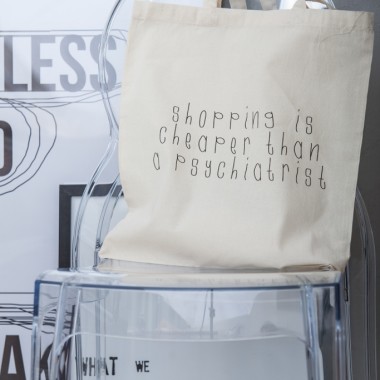 LESS
shopping is
cheaper than
a psychiatrist
WHAT WE